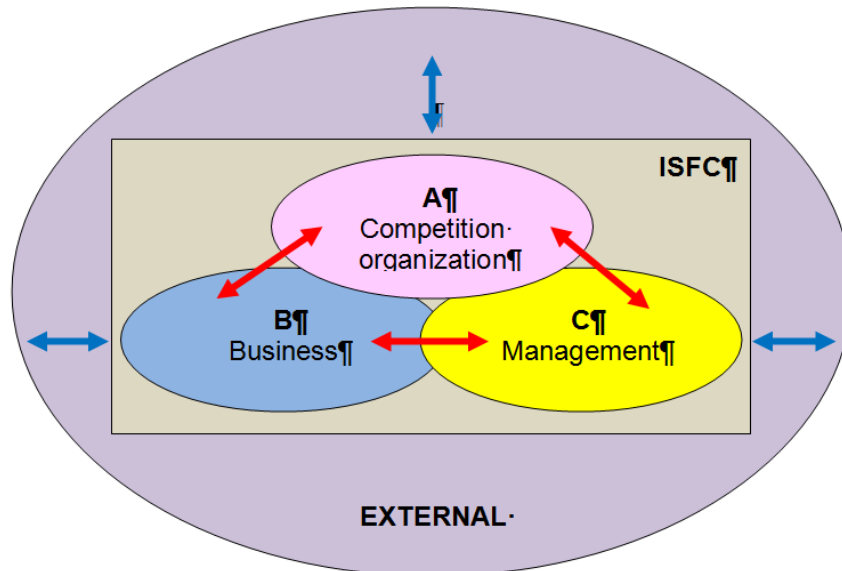 ¶
ISFC¶
A¶
Competition·
organization¶
B¶
Business¶
C¶
Management¶
EXTERNAL·